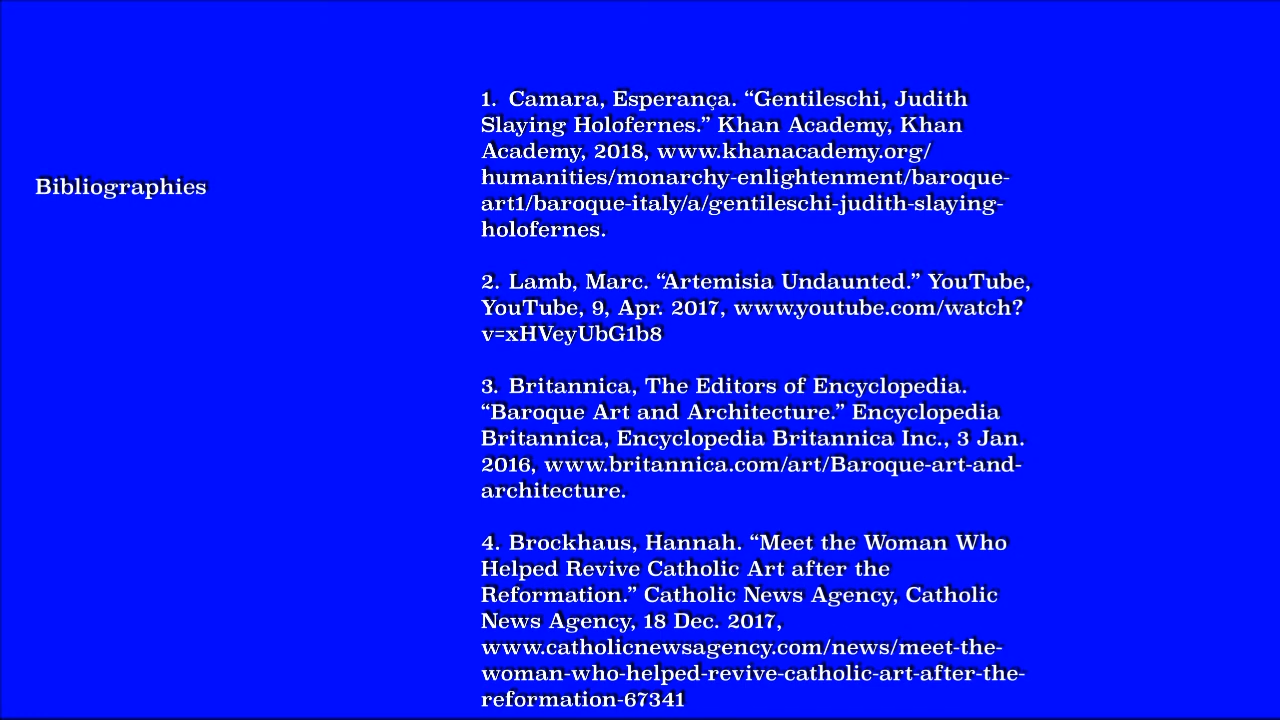 Bibliographies
1. Camara, Esperança. “Gentileschi, Judith
Slaying Holofernes.” Khan Academy, Khan
Academy, 2018, www.khanacademy.org/
humanities/monarchy-enlightenment/baroque-
art1/baroque-italy/a/gentileschi-judith-slaying-
holofernes.
2. Lamb, Marc. “Artemisia Undaunted.” YouTube,
YouTube, 9, Apr. 2017, www.youtube.com/watch?
v=xHVeyUbG1b8
3. Britannica, The Editors of Encyclopedia.
“Baroque Art and Architecture.” Encyclopedia
Britannica, Encyclopedia Britannica Inc., 3 Jan.
2016, www.britannica.com/art/Baroque-art-and-
architecture.
4. Brockhaus, Hannah. “Meet the Woman Who
Helped Revive Catholic Art after the
Reformation.” Catholic News Agency, Catholic
News Agency, 18 Dec. 2017,
www.catholicnewsagency.com/news/meet-the-
woman-who-helped-revive-catholic-art-after-the-
reformation-67341